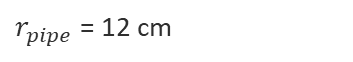 r_pipe = 12 cm